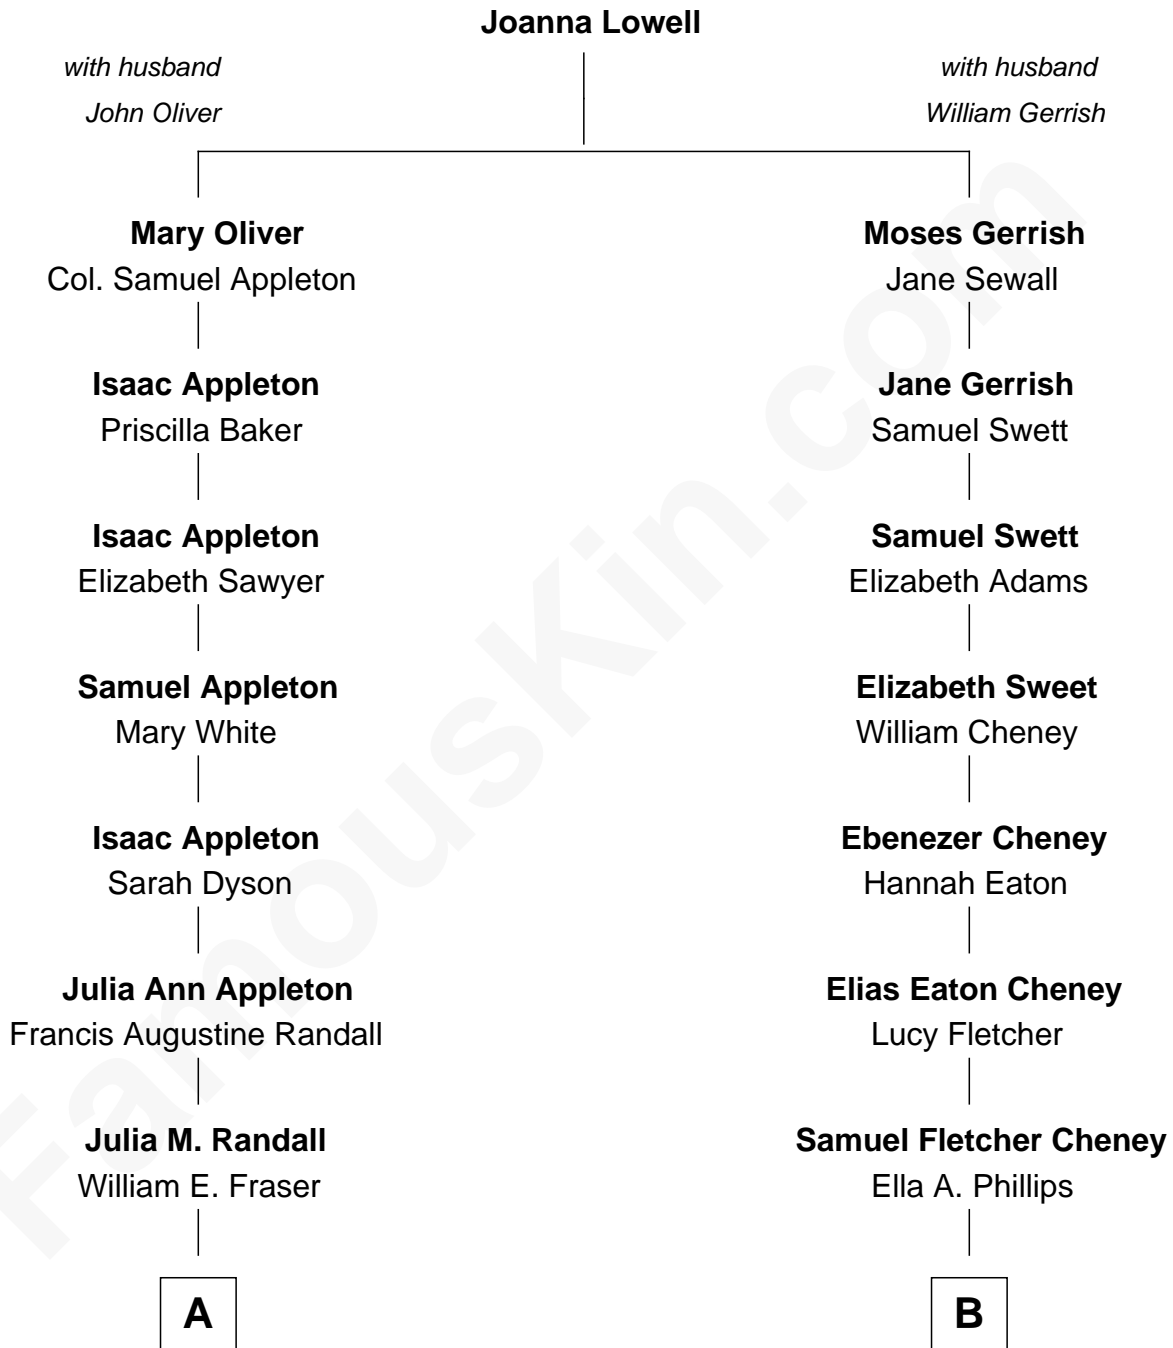 Joanna Lowell
with husband
John Oliver
with husband
William Gerrish
Mary Oliver
Col. Samuel Appleton
Moses Gerrish
Jane Sewall
Isaac Appleton
Priscilla Baker
Jane Gerrish
Samuel Swett
Isaac Appleton
Elizabeth Sawyer
Samuel Swett
Elizabeth Adams
Samuel Appleton
Mary White
Elizabeth Sweet
William Cheney
Isaac Appleton
Sarah Dyson
Ebenezer Cheney
Hannah Eaton
Julia Ann Appleton
Francis Augustine Randall
Elias Eaton Cheney
Lucy Fletcher
Julia M. Randall
William E. Fraser
Samuel Fletcher Cheney
Ella A. Phillips
A
B
FamousKin.com